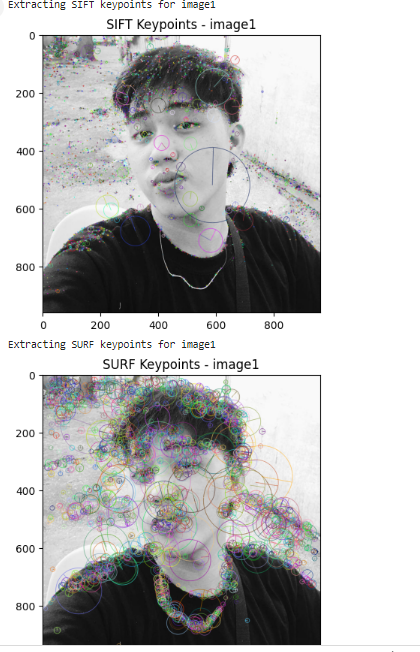 Extracting SIFT keypoints for image1
SIFT Keypoints - image1
0
200
400
600
800
0 200 400 600 800
Extracting SURF keypoints for image1
SURF Keypoints - image1
0
200
400
600
800